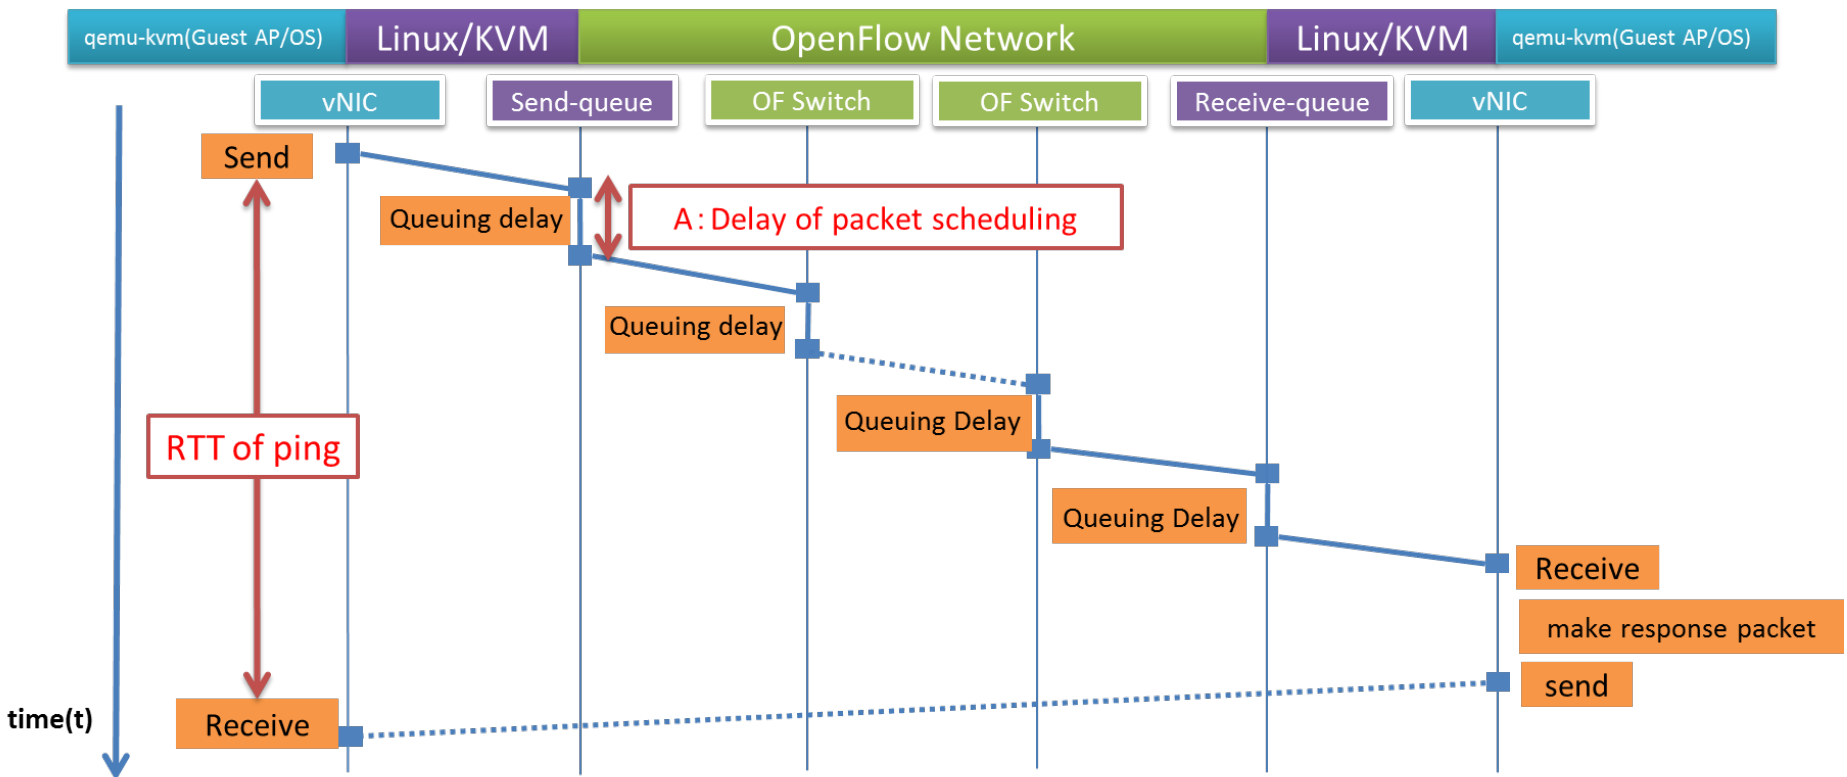 qemu-kvm(Guest AP/OS)
Linux/KVM
OpenFlow Network
Linux/KVM
qemu-kvm(Guest AP/OS)
vNIC
Send-queue
OF Switch
OF Switch
Receive-queue
vNIC
Send
Queuing delay
A : Delay of packet scheduling
Queuing delay
Queuing Delay
RTT of ping
Queuing Delay
Receive
make response packet
send
Receive
time(t)